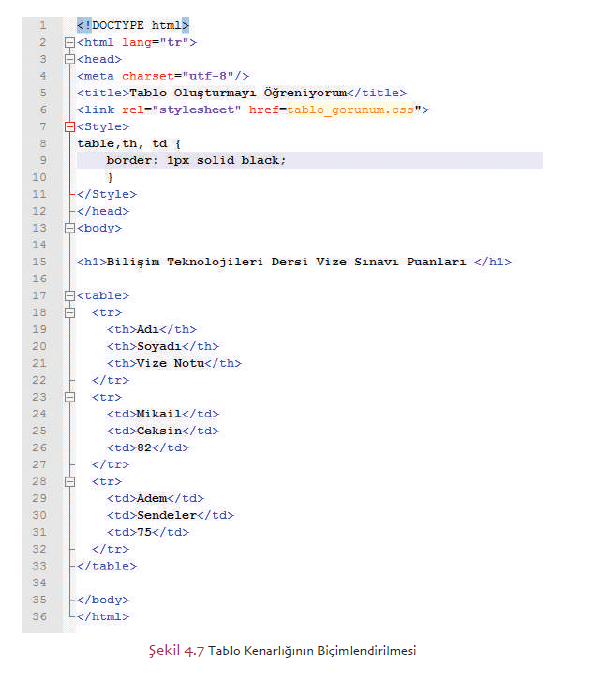 1 <!DOCTYPE html>
2 <html lang="tr">
3 <head>
4 <meta charset="utf-8"/>
5 <title>Tablo Oluşturmayı Öğreniyorum</title>
6 <link rel="stylesheet" href=tablo_gorunum.css">
7 <Style>
8 table,th, td {
9 border: 1px solid black;
10 }
11 </Style>
12 </head>
13 <body>
14
15 <h1>Bilişim Teknolojileri Dersi Vize Sınavı Puanları </h1>
16
17 <table>
18 <tr>
19 <th>Adı</th>
20 <th>Soyadı</th>
21 <th>Vize Notu</th>
22 </tr>
23 <tr>
24 <td>Mikail</td>
25 <td>Ceksin</td>
26 <td>82</td>
27 </tr>
28 <tr>
29 <td>Adem</td>
30 <td>Sendeler</td>
31 <td>75</td>
32 </tr>
33 </table>
34
35 </body>
36 </html>
Şekil 4.7 Tablo Kenarlığının Biçimlendirilmesi